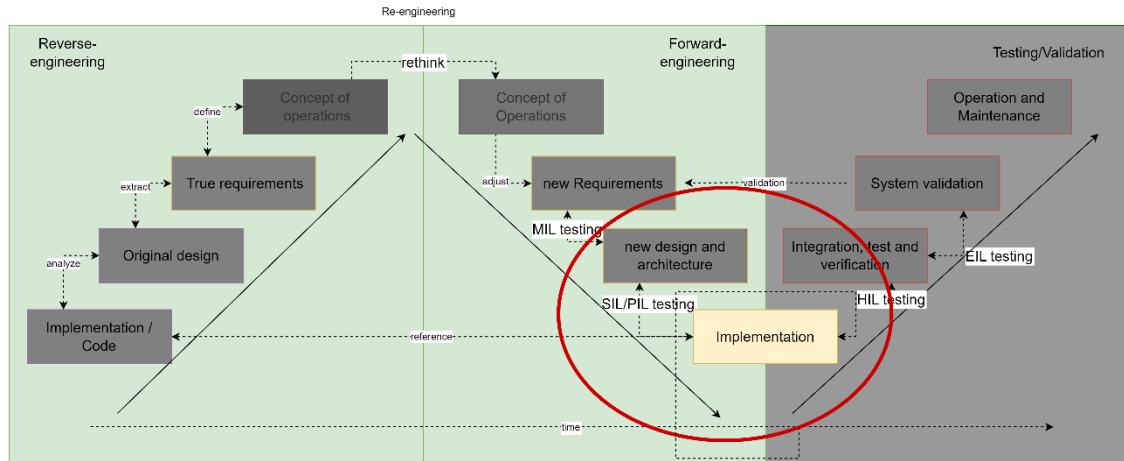 Re-engineering
Reverse-
engineering
Forward-
engineering
Testing/Validation
rethink
Concept of
operations
Concept of
Operations
Operation and
Maintenance
define
True requirements
adjust
new Requirements
validation
System validation
extract
MIL testing
Original design
new design and
architecture
Integration, test and
verification
EIL testing
analyze
SIL/PIL testing
HIL testing
Implementation /
Code
reference
Implementation
time